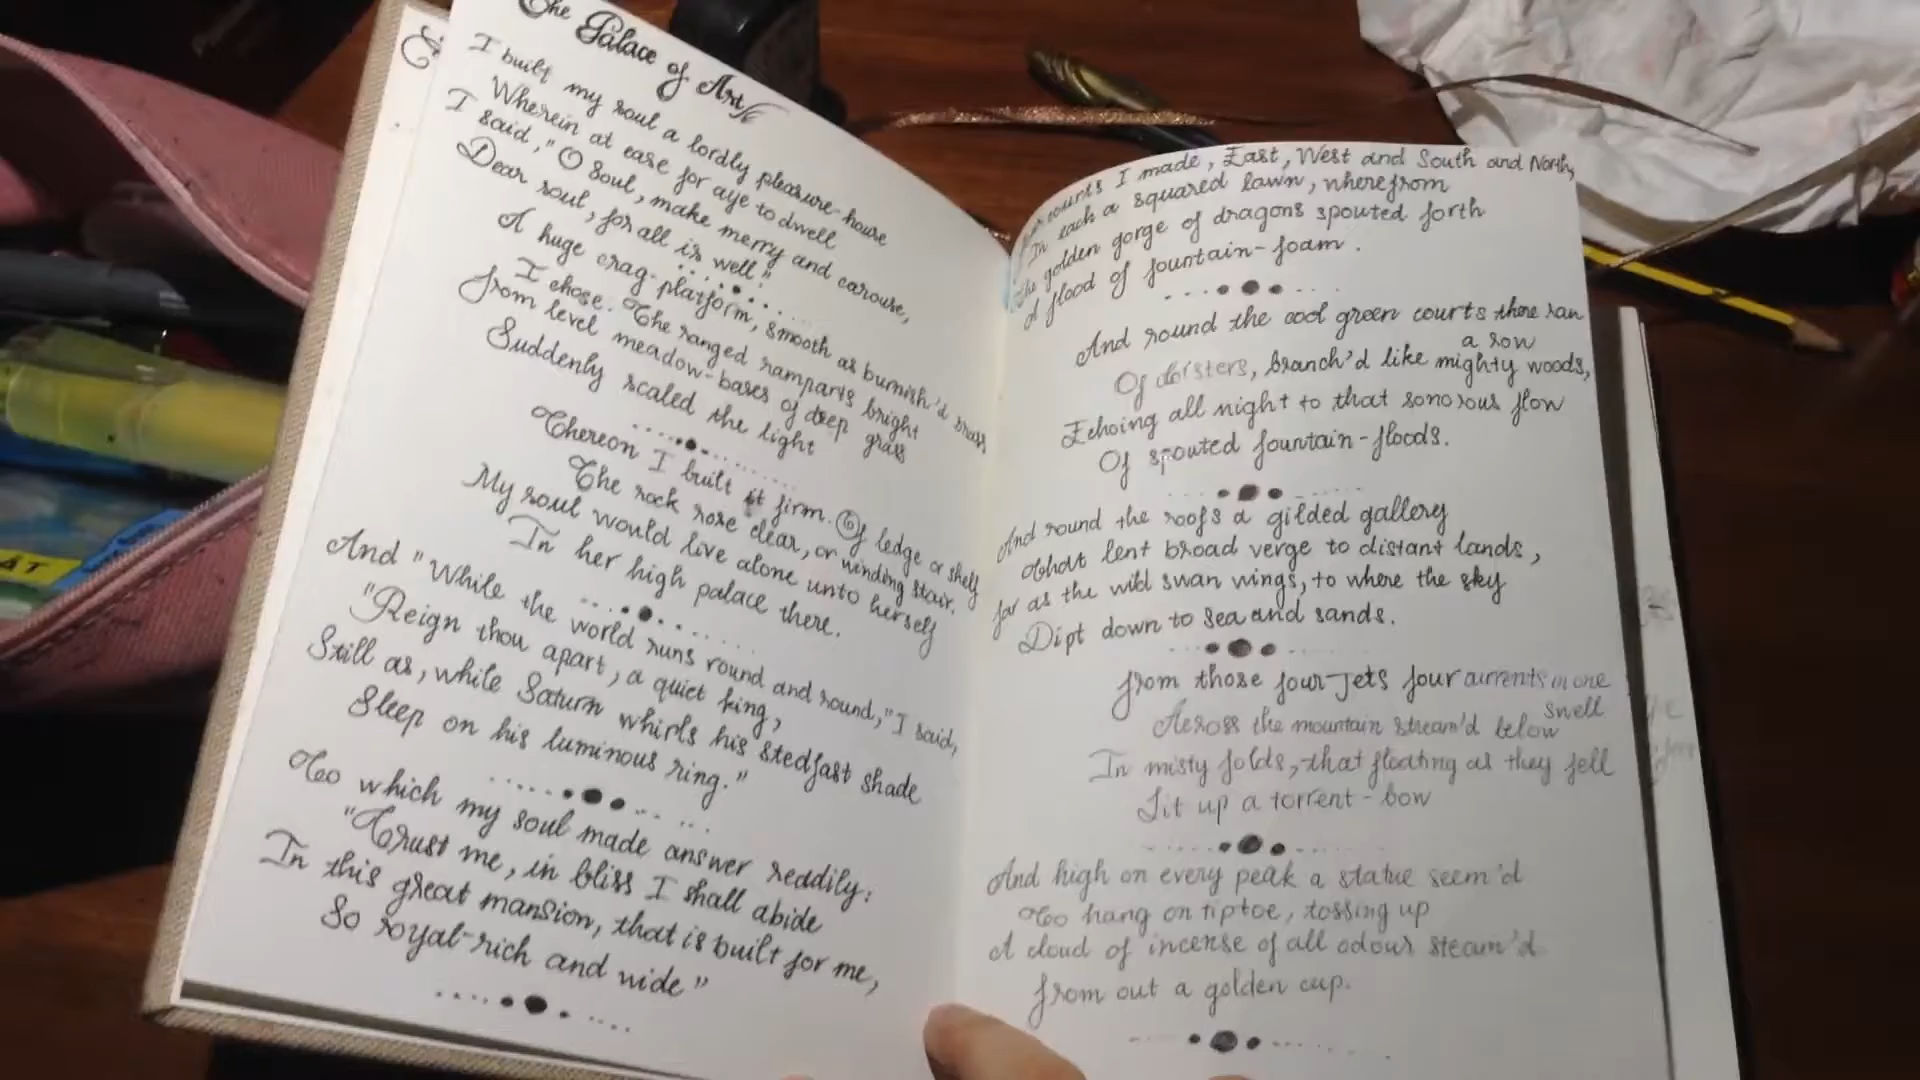 The Palace of Art
I built my soul a lordly pleasure-house
Wherein at ease for aye to dwell
I said, "O Soul, make merry and carouse,
Dear soul, for all is well"
A huge crag-platform, smooth as burnish'd brass
I chose. The ranged ramparts bright
From level meadow-bases of deep grass
Suddenly scaled the light
Thereon I built it firm. Of ledge or shelf
The rock rose clear, or winding stair.
My soul would live alone unto herself
In her high palace there.
And "While the world runs round and round," I said,
"Reign thou apart, a quiet king,
Still as, while Saturn whirls his stedfast shade
Sleep on his luminous ring."
To which my soul made answer readily:
"Trust me, in bliss I shall abide
In this great mansion, that is built for me,
So royal-rich and wide"
courts I made, East, West and South and North,
In each a squared lawn, wherefrom
The golden gorge of dragons spouted forth
A flood of fountain-foam.
And round the cool green courts there ran
a row
Of cloisters, branch'd like mighty woods,
Echoing all night to that sonorous flow
Of spouted fountain-floods.
And round the roofs a gilded gallery
That lent broad verge to distant lands,
far as the wild swan wings, to where the sky
Dipt down to sea and sands.
From those four jets four currents in one
swell
Across the mountain stream'd below
In misty folds, that floating as they fell
Lit up a torrent-bow
And high on every peak a statue seem'd
To hang on tiptoe, tossing up
A cloud of incense of all odour steam'd
From out a golden cup.